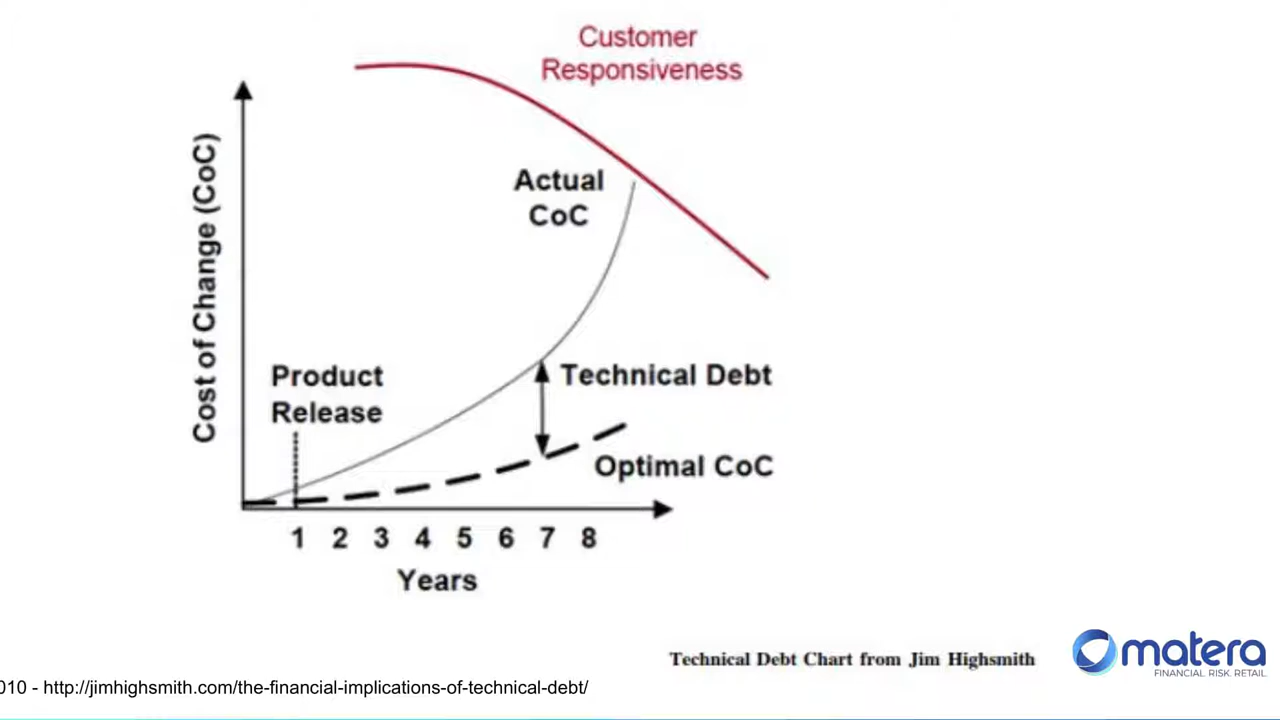 Customer
Responsiveness
Actual
CoC
Cost of Change (CoC)
Product
Release
Technical Debt
Optimal CoC
1 2 3 4 5 6 7 8
Years
Technical Debt Chart from Jim Highsmith
matera
FINANCIAL RISK RETAIL
010 - http://jimhighsmith.com/the-financial-implications-of-technical-debt/